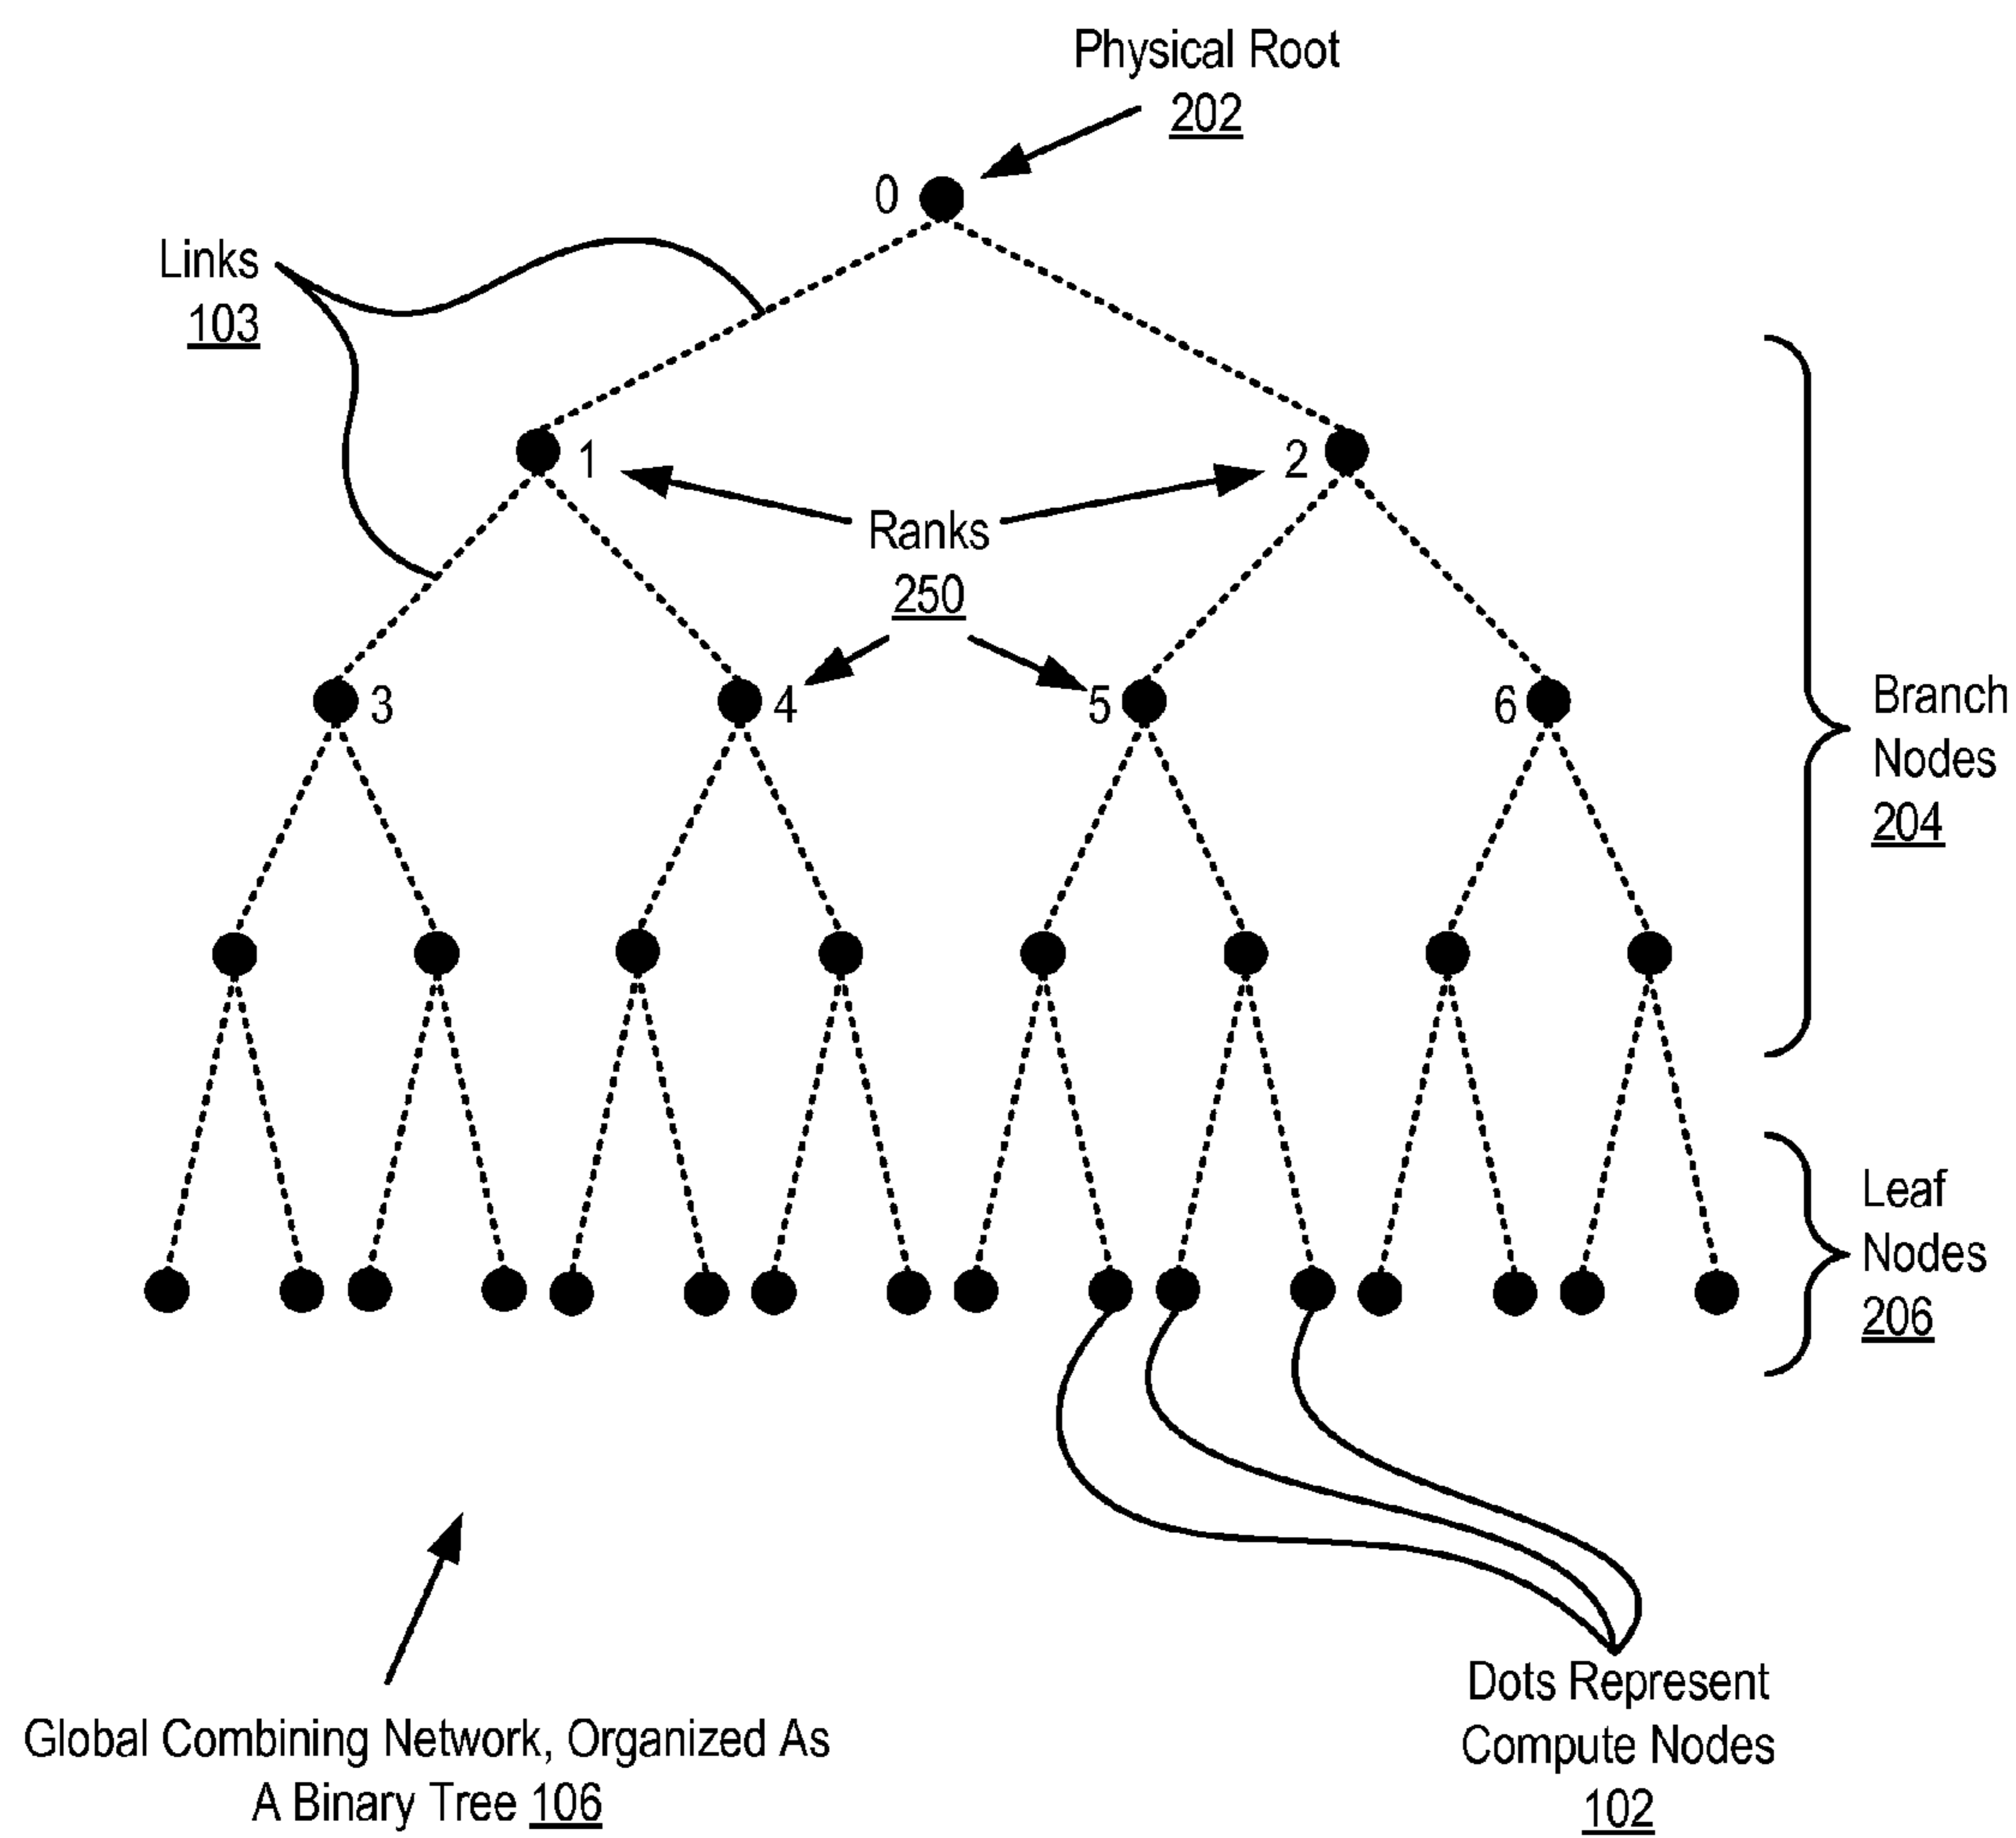 Physical Root
202
0
Links
103
1
2
Ranks
250
3
4
5
6
Branch
Nodes
204
Leaf
Nodes
206
Global Combining Network, Organized As
A Binary Tree 106
Dots Represent
Compute Nodes
102